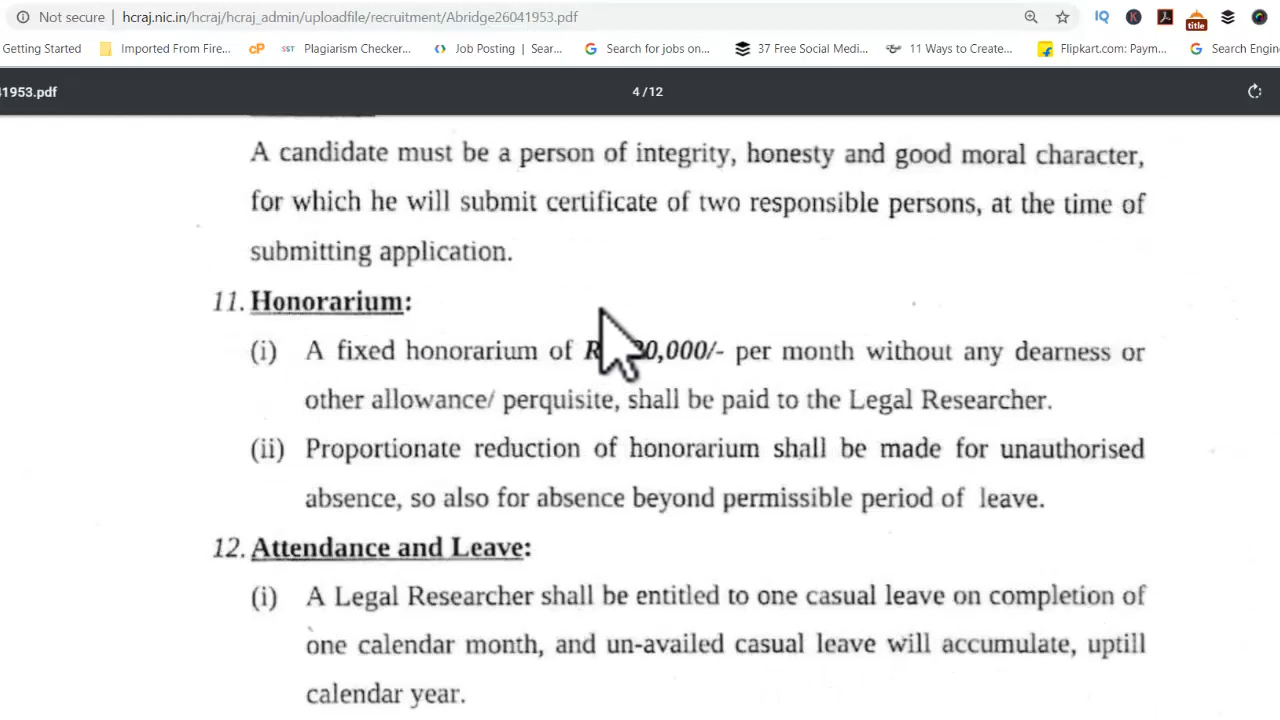 Not secure
hcraj.nic.in/hcraj/hcraj_admin/uploadfile/recruitment/Abridge26041953.pdf
IQ
K
title
Getting Started
Imported From Fire...
cP
SST
Plagiarism Checker...
Job Posting | Sear...
Search for jobs on...
37 Free Social Medi...
11 Ways to Create...
Flipkart.com: Paym...
Search Engin
1953.pdf
4 / 12
A candidate must be a person of integrity, honesty and good moral character,
for which he will submit certificate of two responsible persons, at the time of
submitting application.
11. Honorarium:
(i) A fixed honorarium of 0,000/- per month without any dearness or
other allowance/ perquisite, shall be paid to the Legal Researcher.
(ii) Proportionate reduction of honorarium shall be made for unauthorised
absence, so also for absence beyond permissible period of leave.
12. Attendance and Leave:
(i) A Legal Researcher shall be entitled to one casual leave on completion of
one calendar month, and un-availed casual leave will accumulate, uptill
calendar year.